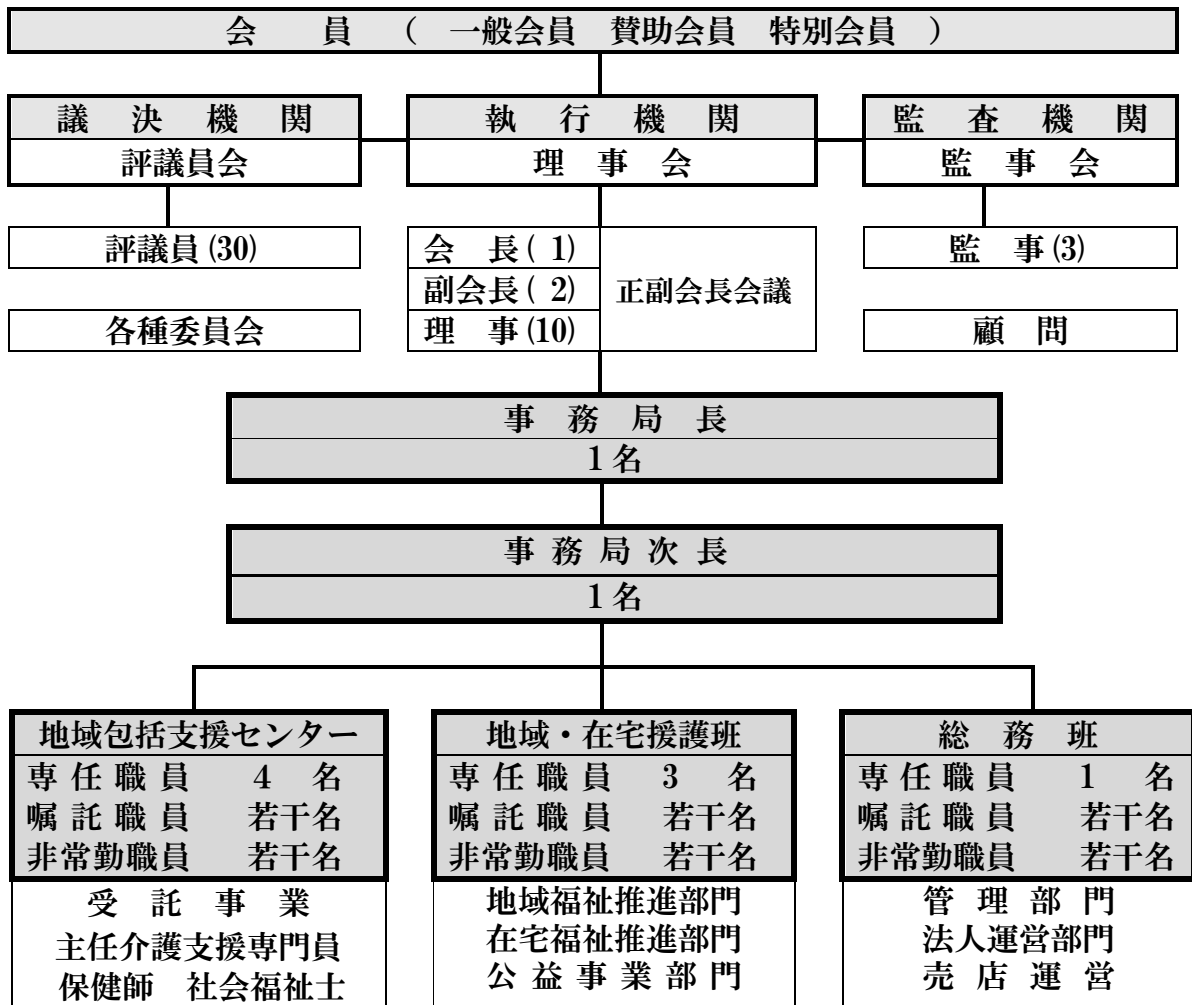 会員（一般会員 賛助会員 特別会員）
議決機関
評議員会
執行機関
理事会
監査機関
監事会
評議員(30)
各種委員会
会長( 1)
副会長( 2)
理事(10)
正副会長会議
監事(3)
顧問
事務局長
1名
事務局次長
1名
地域包括支援センター
専任職員 4名
嘱託職員 若干名
非常勤職員 若干名
受託事業
主任介護支援専門員
保健師 社会福祉士
地域・在宅援護班
専任職員 3名
嘱託職員 若干名
非常勤職員 若干名
地域福祉推進部門
在宅福祉推進部門
公益事業部門
総務班
専任職員 1名
嘱託職員 若干名
非常勤職員 若干名
管理部門
法人運営部門
売店運営